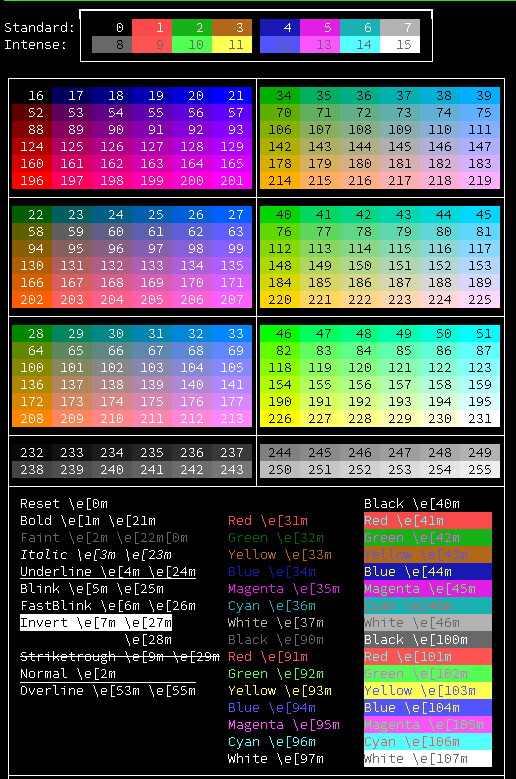 Standard: 0 1 2 3 4 5 6 7
Intense: 8 9 10 11 12 13 14 15
16 17 18 19 20 21 34 35 36 37 38 39
52 53 54 55 56 57 70 71 72 73 74 75
88 89 90 91 92 93 106 107 108 109 110 111
124 125 126 127 128 129 142 143 144 145 146 147
160 161 162 163 164 165 178 179 180 181 182 183
196 197 198 199 200 201 214 215 216 217 218 219
22 23 24 25 26 27 40 41 42 43 44 45
58 59 60 61 62 63 76 77 78 79 80 81
94 95 96 97 98 99 112 113 114 115 116 117
130 131 132 133 134 135 148 149 150 151 152 153
166 167 168 169 170 171 184 185 186 187 188 189
202 203 204 205 206 207 220 221 222 223 224 225
28 29 30 31 32 33 46 47 48 49 50 51
64 65 66 67 68 69 82 83 84 85 86 87
100 101 102 103 104 105 118 119 120 121 122 123
136 137 138 139 140 141 154 155 156 157 158 159
172 173 174 175 176 177 190 191 192 193 194 195
208 209 210 211 212 213 226 227 228 229 230 231
232 233 234 235 236 237 244 245 246 247 248 249
238 239 240 241 242 243 250 251 252 253 254 255
Reset \e[0m Black \e[40m
Bold \e[1m \e[21m Red \e[31m Red \e[41m
Faint \e[2m \e[22m[0m Green \e[32m Green \e[42m
Italic \e[3m \e[23m Yellow \e[33m Yellow \e[43m
Underline \e[4m \e[24m Blue \e[34m Blue \e[44m
Blink \e[5m \e[25m Magenta \e[35m Magenta \e[45m
FastBlink \e[6m \e[26m Cyan \e[36m Cyan
Invert \e[7m \e[27m White \e[37m White \e[46m
\e[28m Black \e[90m Black \e[100m
Striketrough \e[9m \e[29m Red \e[91m Red \e[101m
Normal \e[2m Green \e[92m Green \e[102m
Overline \e[53m \e[55m Yellow \e[93m Yellow \e[103m
Blue \e[94m Blue \e[104m
Magenta \e[95m Magenta \e[105m
Cyan \e[96m Cyan \e[106m
White \e[97m White \e[107m